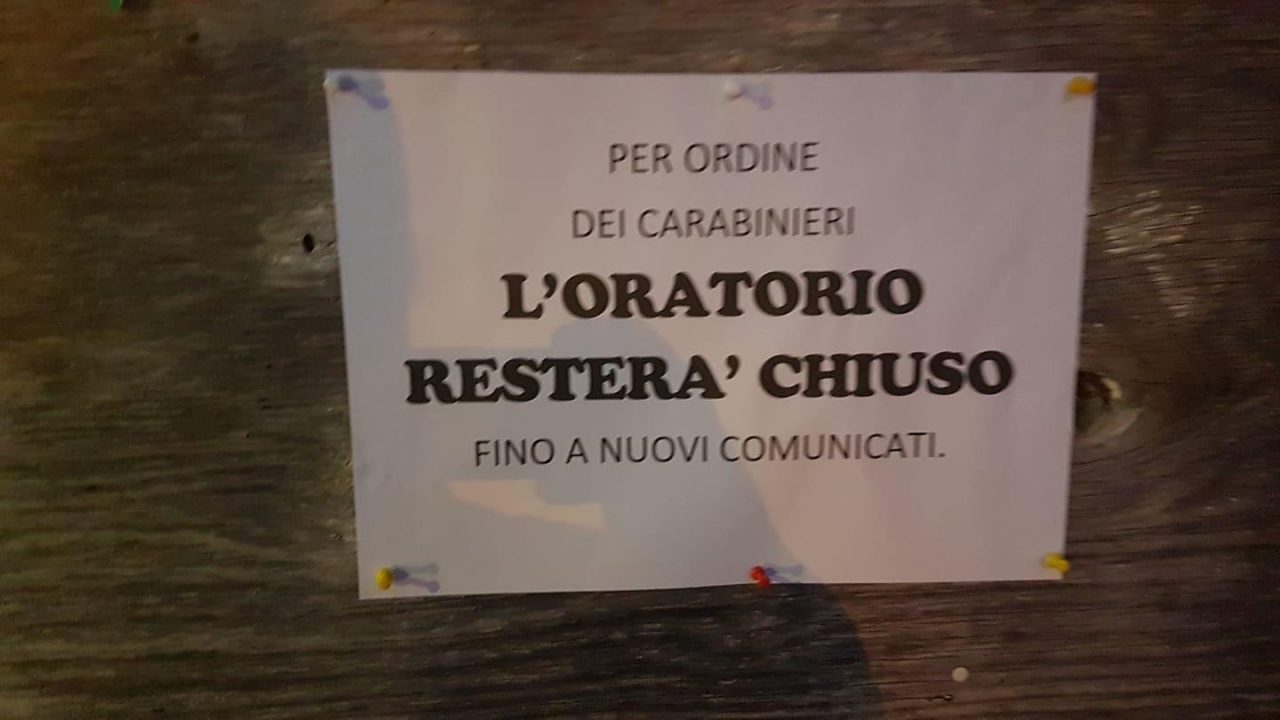 PER ORDINE
DEI CARABINIERI
L'ORATORIO
RESTERA' CHIUSO
FINO A NUOVI COMUNICATI.